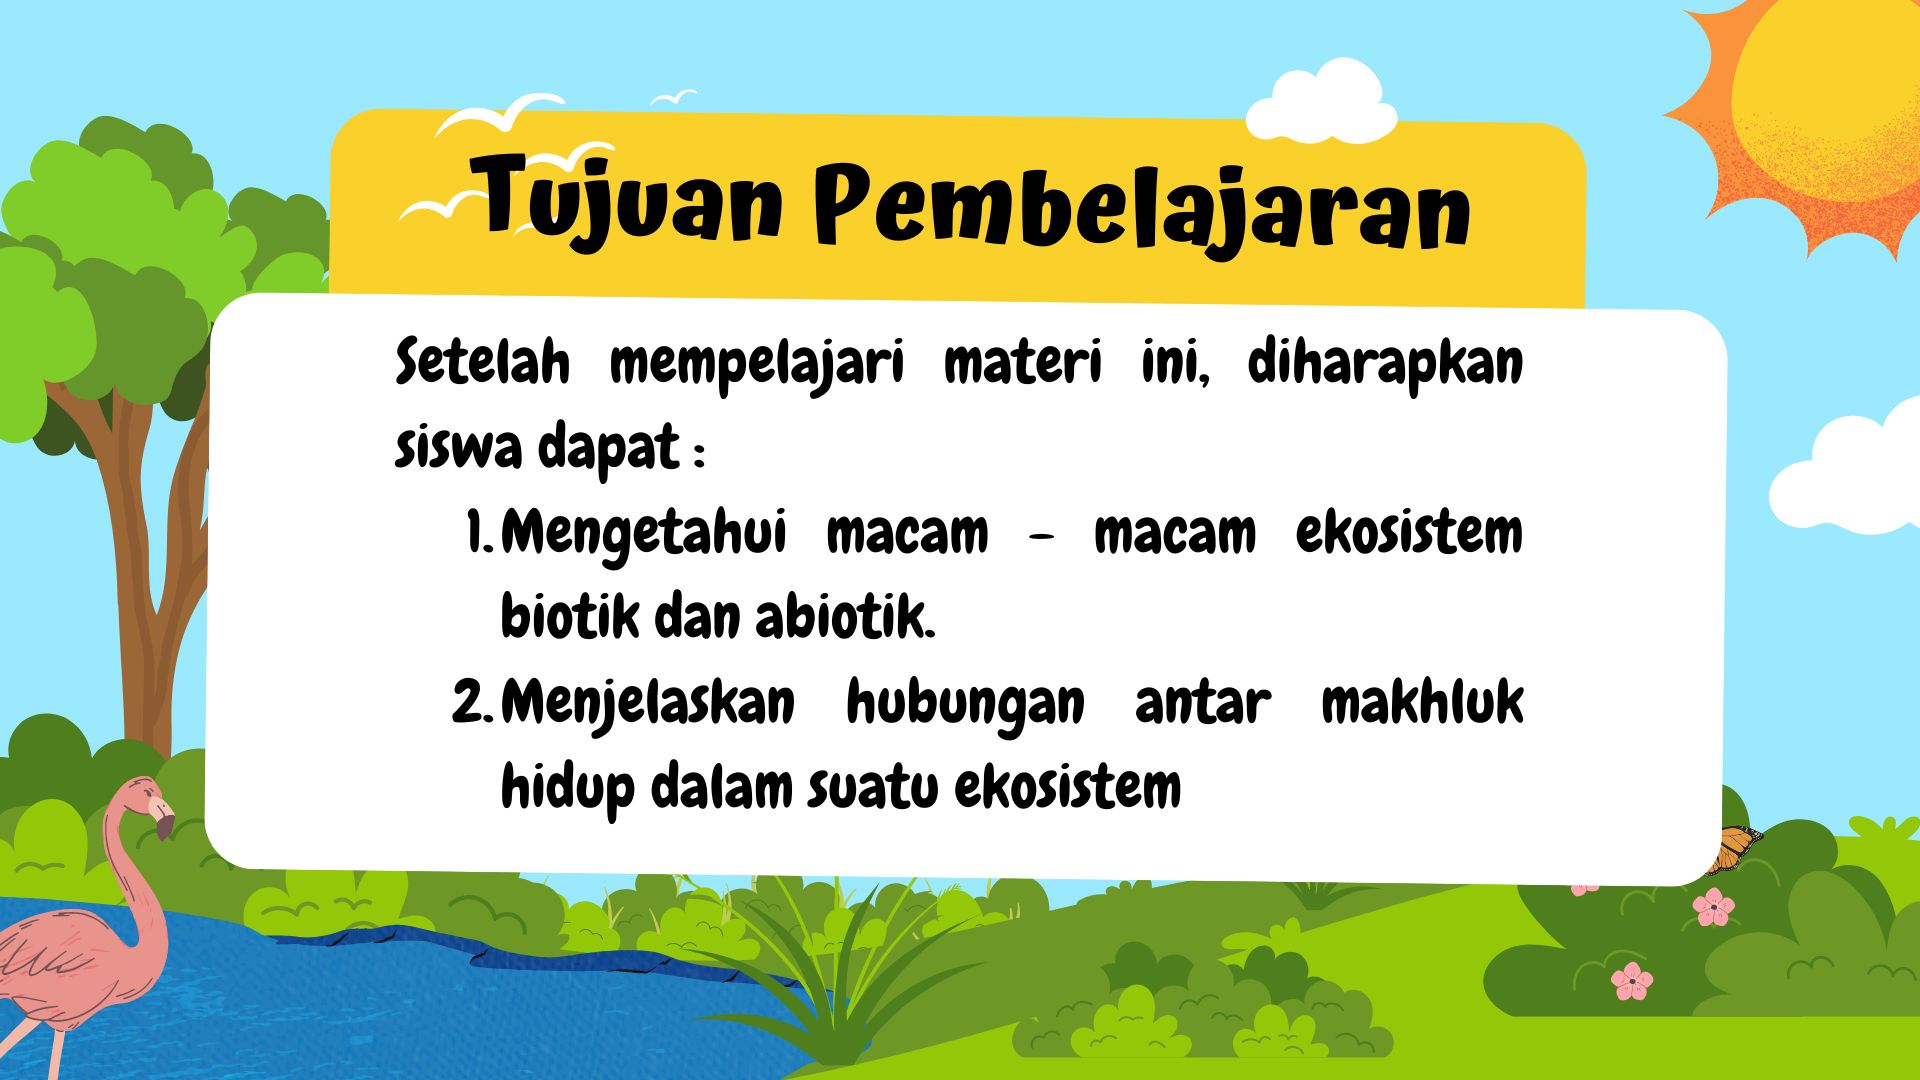 Tujuan Pembelajaran
Setelah mempelajari materi ini, diharapkan
siswa dapat :
1. Mengetahui macam - macam ekosistem
biotik dan abiotik.
2. Menjelaskan hubungan antar makhluk
hidup dalam suatu ekosistem